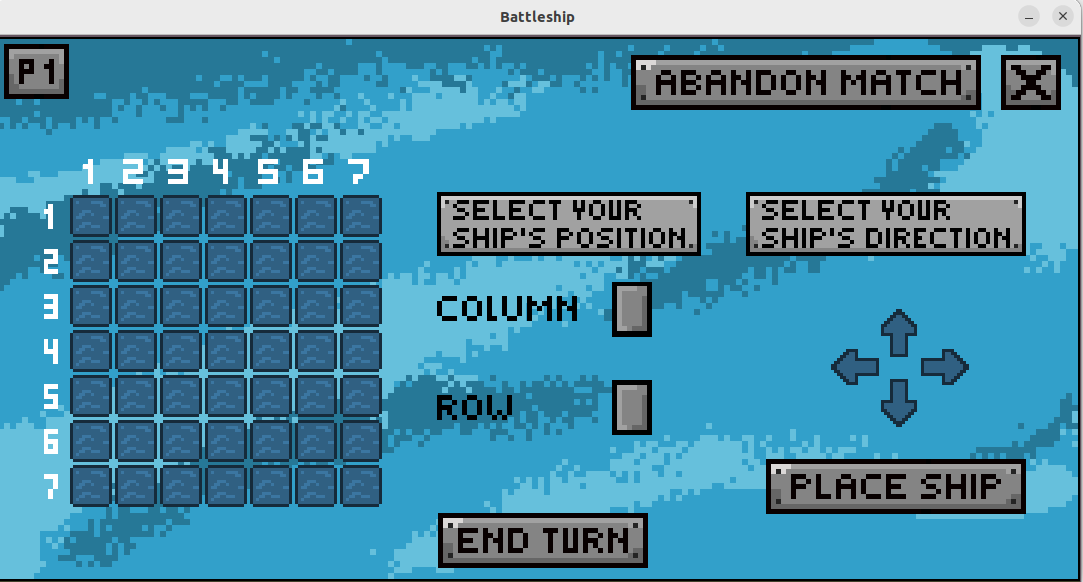 Battleship
P1
ABANDON MATCH
X
1 2 3 4 5 6 7
1
2
3
4
5
6
7
SELECT YOUR
SHIP'S POSITION
SELECT YOUR
SHIP'S DIRECTION
COLUMN
ROW
PLACE SHIP
END TURN